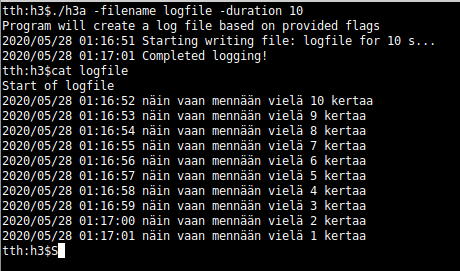 tth:h3$./h3a -filename logfile -duration 10
Program will create a log file based on provided flags
2020/05/28 01:16:51 Starting writing file: logfile for 10 s...
2020/05/28 01:17:01 Completed logging!
tth:h3$cat logfile
Start of logfile
2020/05/28 01:16:52 näin vaan mennään vielä 10 kertaa
2020/05/28 01:16:53 näin vaan mennään vielä 9 kertaa
2020/05/28 01:16:54 näin vaan mennään vielä 8 kertaa
2020/05/28 01:16:55 näin vaan mennään vielä 7 kertaa
2020/05/28 01:16:56 näin vaan mennään vielä 6 kertaa
2020/05/28 01:16:57 näin vaan mennään vielä 5 kertaa
2020/05/28 01:16:58 näin vaan mennään vielä 4 kertaa
2020/05/28 01:16:59 näin vaan mennään vielä 3 kertaa
2020/05/28 01:17:00 näin vaan mennään vielä 2 kertaa
2020/05/28 01:17:01 näin vaan mennään vielä 1 kertaa
tth:h3$S